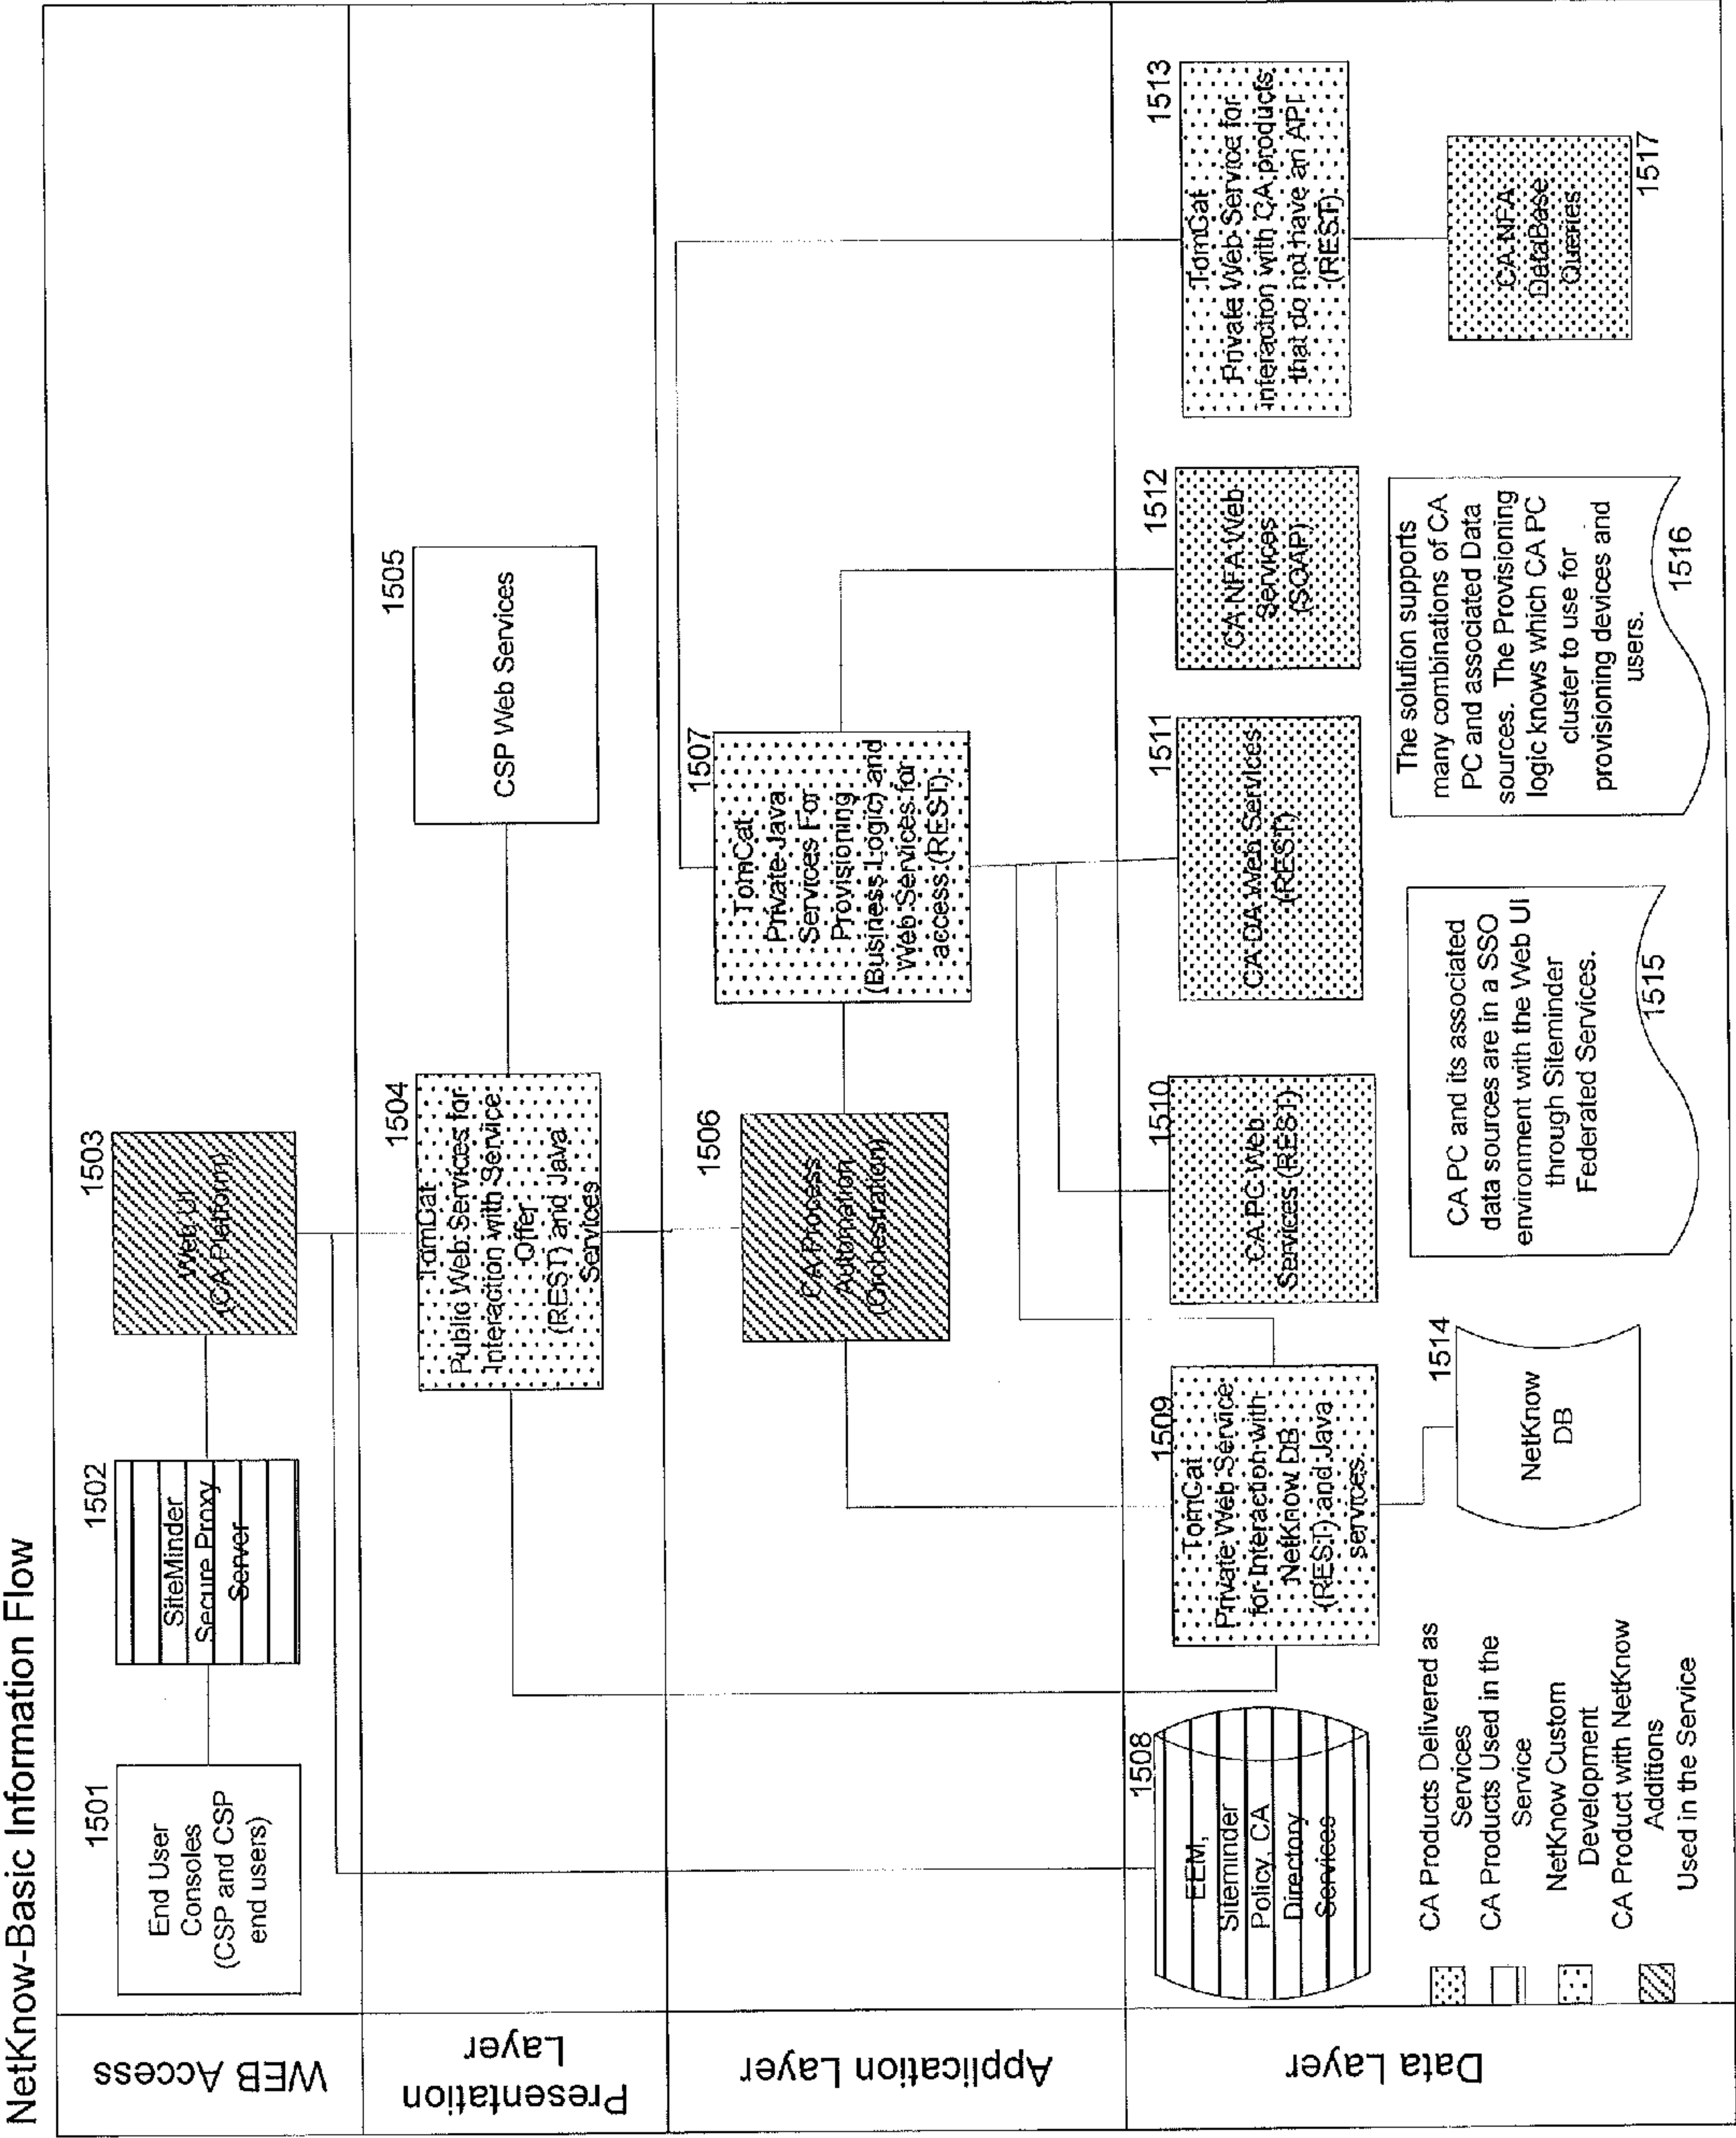 NetKnow-Basic Information Flow
WEB Access
1501
End User
Consoles
(CSP and CSP
end users)
1502
SiteMinder
Secure Proxy
Server
1503
Web UI
(CA Platform)
Presentation
Layer
1504
TomCat
Public Web Services for
Interaction with Service
Offer
(REST) and Java
Services
1505
CSP Web Services
Application Layer
1506
CA Process
Automation
(Orchestration)
1507
TomCat
Private Java
Services For
Provisioning
(Business Logic) and
Web Services for
access (REST)
Data Layer
1508
EEM,
Siteminder
Policy, CA
Directory
Services
1509
TomCat
Private Web Service
for Interaction with
NetKnow DB
(REST) and Java
services.
1510
CA PC Web
Services (REST)
1511
CA DA Web Services
(REST)
1512
CA NFA Web
Services
(SOAP)
1513
TomCat
Private Web Service for
interaction with CA products
that do not have an API
(REST)
1514
NetKnow
DB
CA PC and its associated
data sources are in a SSO
environment with the Web UI
through Siteminder
Federated Services.
1515
The solution supports
many combinations of CA
PC and associated Data
sources. The Provisioning
logic knows which CA PC
cluster to use for
provisioning devices and
users.
1516
CA NFA
DataBase
Queries
1517
CA Products Delivered as
Services
CA Products Used in the
Service
NetKnow Custom
Development
CA Product with NetKnow
Additions
Used in the Service